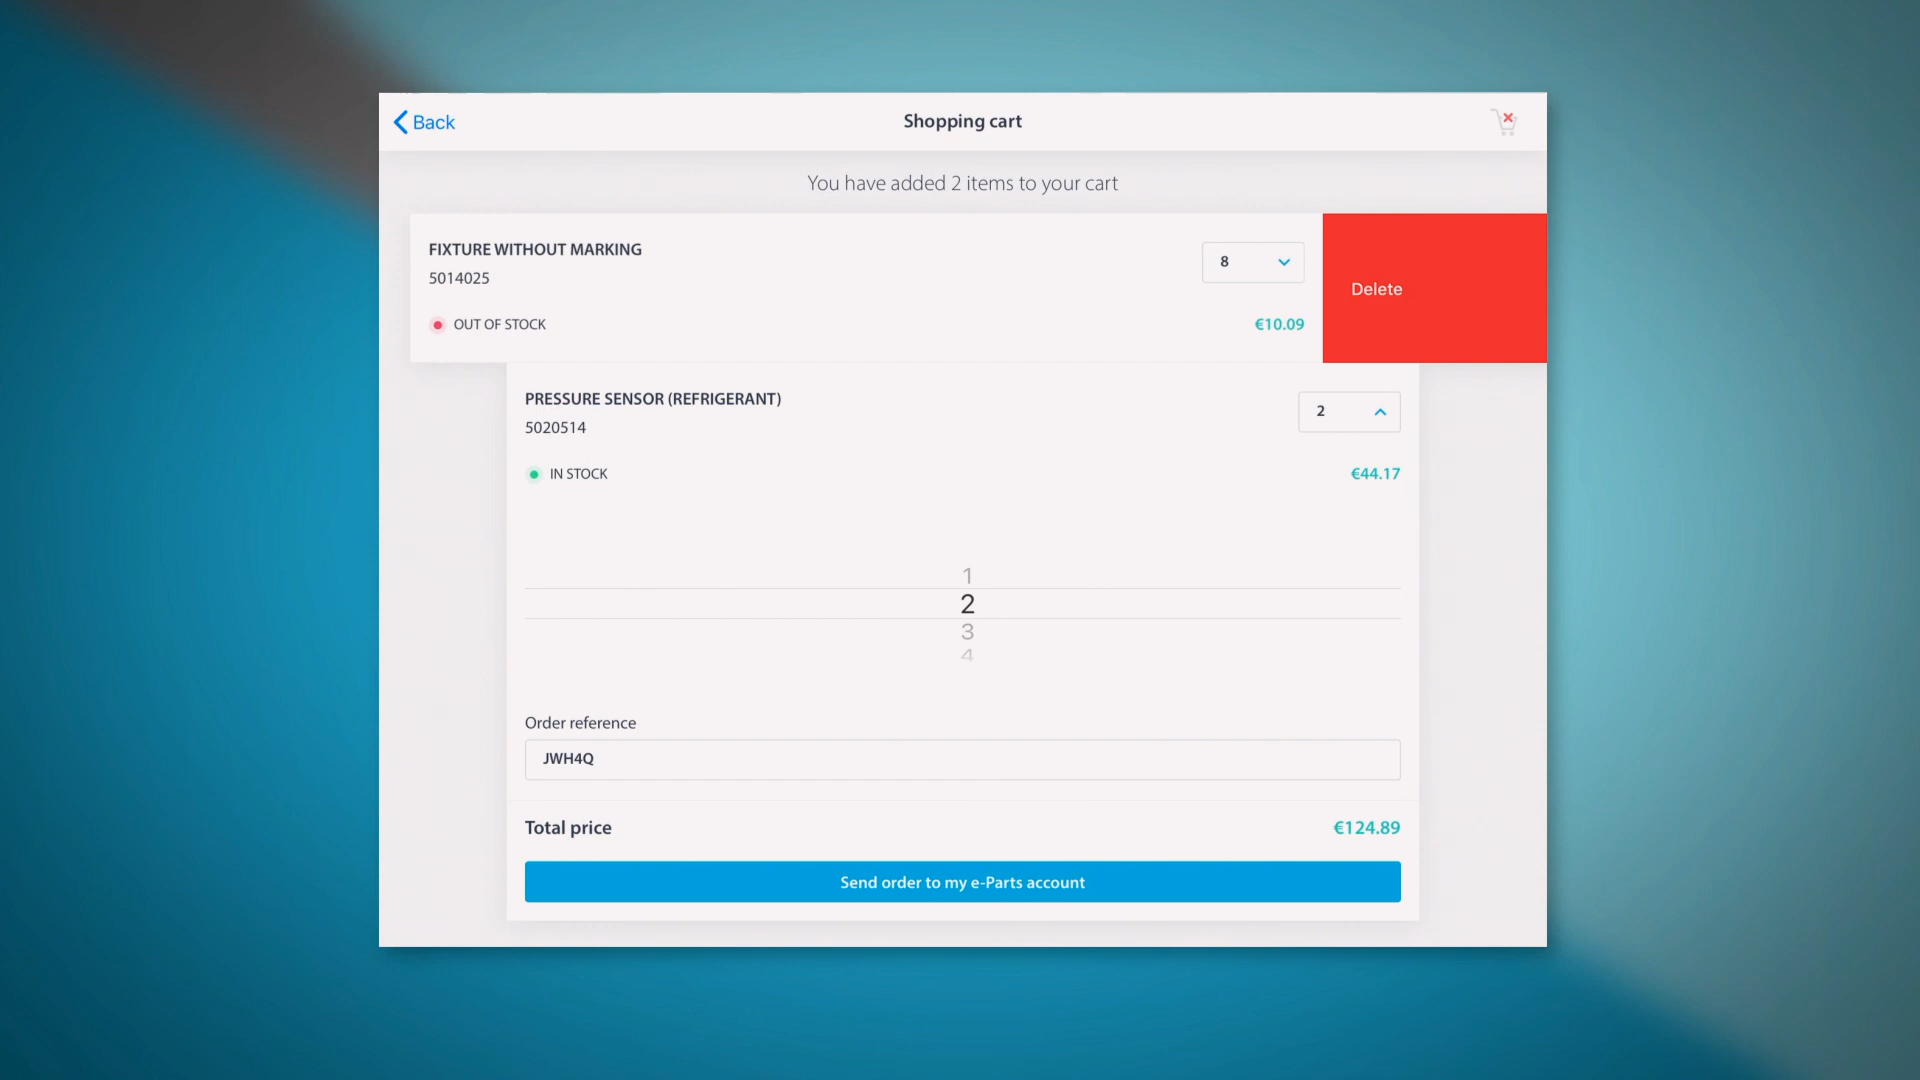 Back
Shopping cart
You have added 2 items to your cart
FIXTURE WITHOUT MARKING
8
5014025
Delete
OUT OF STOCK
€10.09
PRESSURE SENSOR (REFRIGERANT)
2
5020514
IN STOCK
€44.17
1
2
3
4
Order reference
JWH4Q
Total price
€124.89
Send order to my e-Parts account